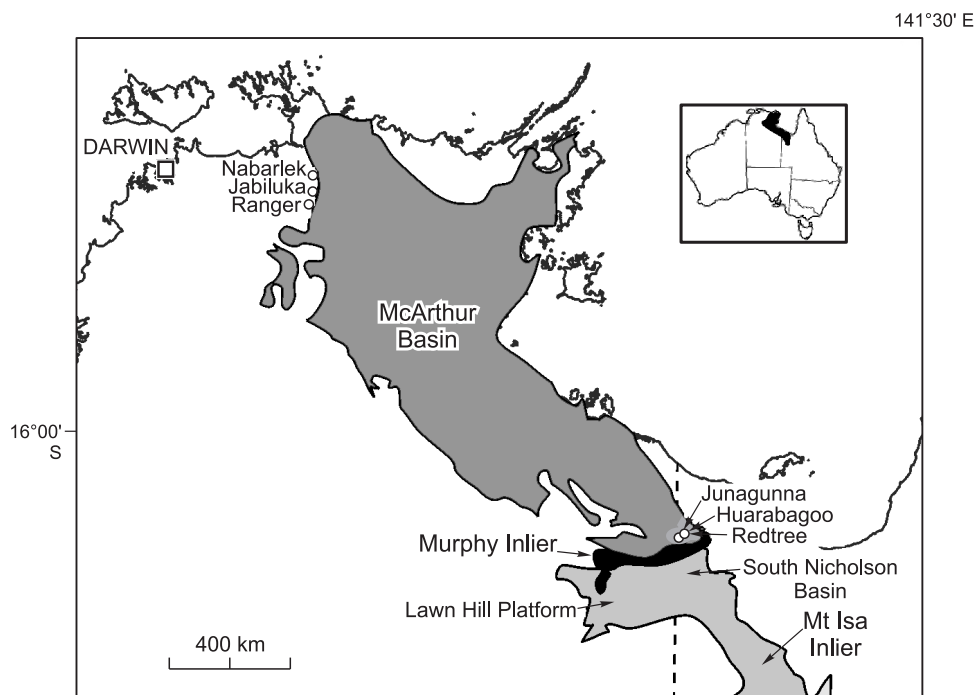 141°30' E
DARWIN
Nabarlek
Jabiluka
Ranger
McArthur
Basin
16°00'
S
Junagunna
Huarabagoo
Redtree
Murphy Inlier
South Nicholson
Basin
Lawn Hill Platform
Mt Isa
Inlier
400 km